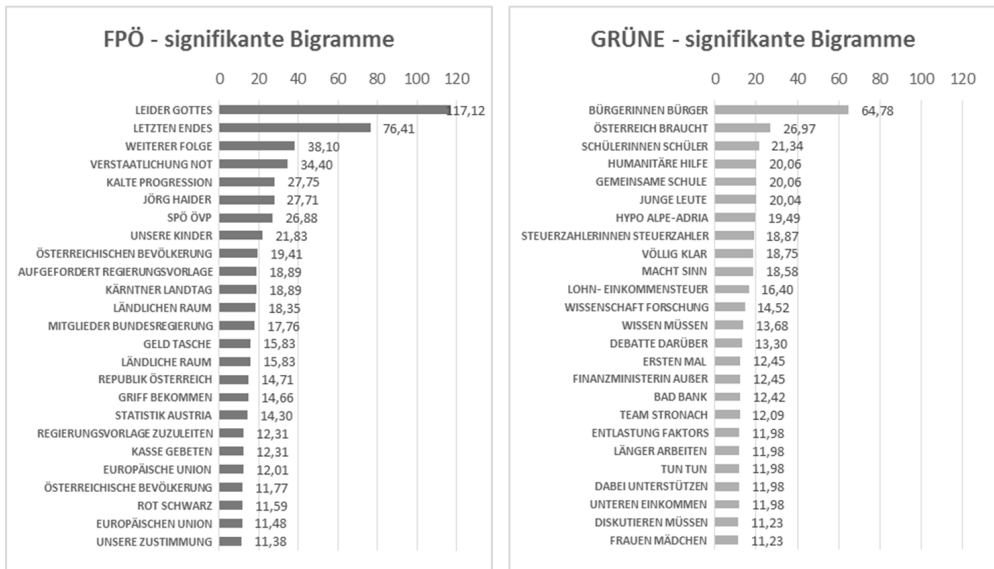 FPÖ - signifikante Bigramme
0 20 40 60 80 100 120
LEIDER GOTTES 117,12
LETZTEN ENDES 76,41
WEITERER FOLGE 38,10
VERSTAATLICHUNG NOT 34,40
KALTE PROGRESSION 27,75
JÖRG HAIDER 27,71
SPÖ ÖVP 26,88
UNSERE KINDER 21,83
ÖSTERREICHISCHEN BEVÖLKERUNG 19,41
AUFGEFORDERT REGIERUNGSVORLAGE 18,89
KÄRNTNER LANDTAG 18,89
LÄNDLICHEN RAUM 18,35
MITGLIEDER BUNDESREGIERUNG 17,76
GELD TASCHE 15,83
LÄNDLICHE RAUM 15,83
REPUBLIK ÖSTERREICH 14,71
GRIFF BEKOMMEN 14,66
STATISTIK AUSTRIA 14,30
REGIERUNGSVORLAGE ZUZULEITEN 12,31
KASSE GEBETEN 12,31
EUROPÄISCHE UNION 12,01
ÖSTERREICHISCHE BEVÖLKERUNG 11,77
ROT SCHWARZ 11,59
EUROPÄISCHEN UNION 11,48
UNSERE ZUSTIMMUNG 11,38
GRÜNE - signifikante Bigramme
0 20 40 60 80 100 120
BÜRGERINNEN BÜRGER 64,78
ÖSTERREICH BRAUCHT 26,97
SCHÜLERINNEN SCHÜLER 21,34
HUMANITÄRE HILFE 20,06
GEMEINSAME SCHULE 20,06
JUNGE LEUTE 20,04
HYPO ALPE-ADRIA 19,49
STEUERZAHLERINNEN STEUERZAHLER 18,87
VÖLLIG KLAR 18,75
MACHT SINN 18,58
LOHN- EINKOMMENSTEUER 16,40
WISSENSCHAFT FORSCHUNG 14,52
WISSEN MÜSSEN 13,68
DEBATTE DARÜBER 13,30
ERSTEN MAL 12,45
FINANZMINISTERIN AUßER 12,45
BAD BANK 12,42
TEAM STRONACH 12,09
ENTLASTUNG FAKTORS 11,98
LÄNGER ARBEITEN 11,98
TUN TUN 11,98
DABEI UNTERSTÜTZEN 11,98
UNTEREN EINKOMMEN 11,98
DISKUTIEREN MÜSSEN 11,23
FRAUEN MÄDCHEN 11,23